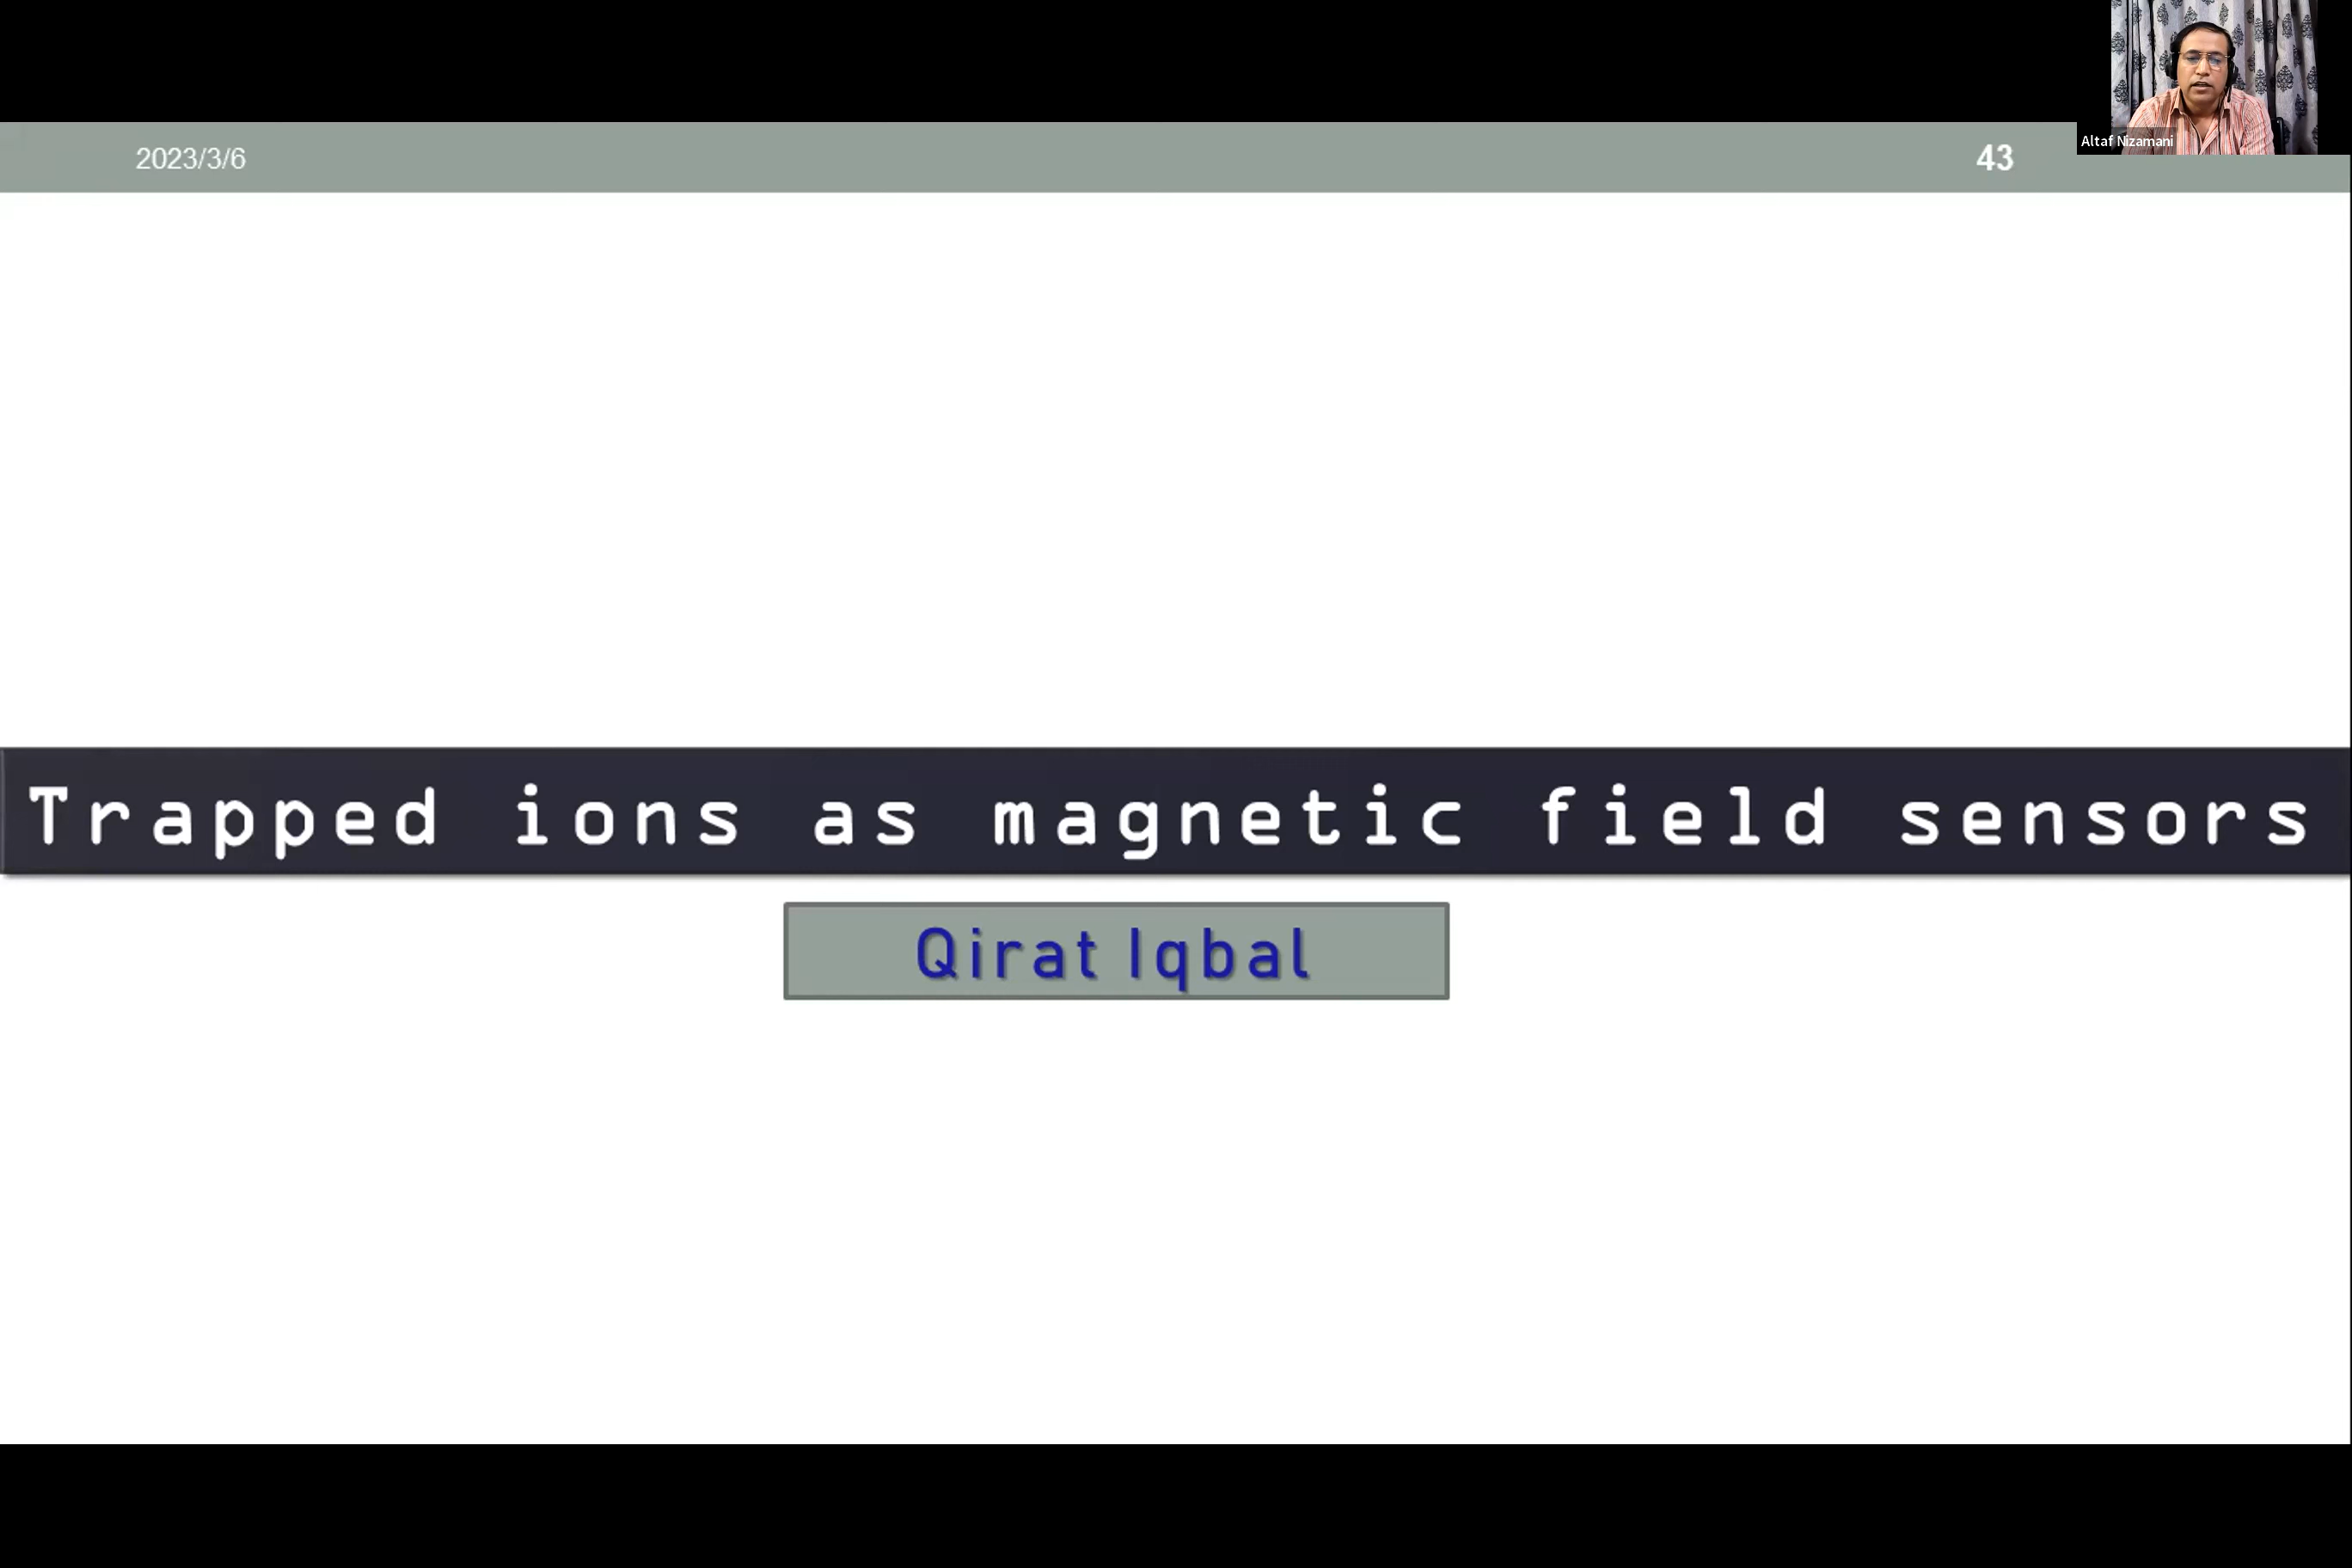 2023/3/6
43
Altaf Nizamani
Trapped ions as magnetic field sensors
Qirat Iqbal